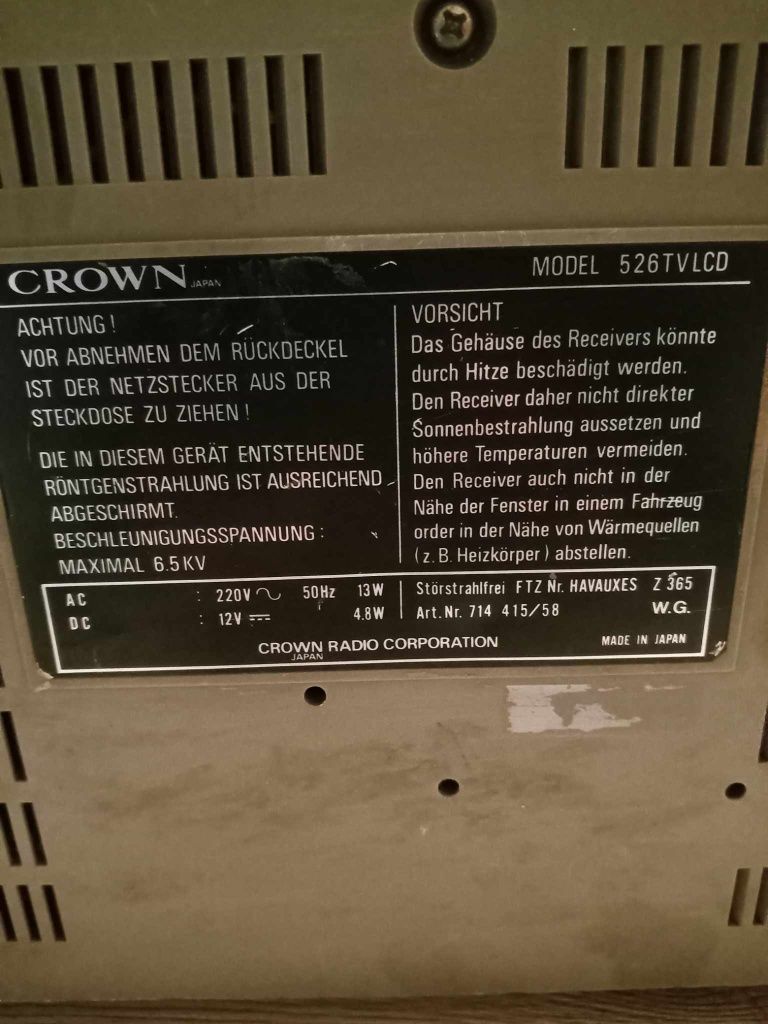 CROWN JAPAN
MODEL 526TVLCD
ACHTUNG!
VOR ABNEHMEN DEM RÜCKDECKEL
IST DER NETZSTECKER AUS DER
STECKDOSE ZU ZIEHEN!
DIE IN DIESEM GERÄT ENTSTEHENDE
RÖNTGENSTRAHLUNG IST AUSREICHEND
ABGESCHIRMT.
BESCHLEUNIGUNGSSPANNUNG:
MAXIMAL 6.5KV
VORSICHT
Das Gehäuse des Receivers könnte
durch Hitze beschädigt werden.
Den Receiver daher nicht direkter
Sonnenbestrahlung aussetzen und
höhere Temperaturen vermeiden.
Den Receiver auch nicht in der
Nähe der Fenster in einem Fahrzeug
order in der Nähe von Wärmequellen
(z.B. Heizkörper) abstellen.
AC : 220V ～ 50Hz 13W
DC : 12V ⎓ 4.8W
Störstrahlfrei FTZ Nr. HAVAUXES Z 365
Art.Nr. 714 415/58 W.G.
CROWN RADIO CORPORATION
JAPAN
MADE IN JAPAN